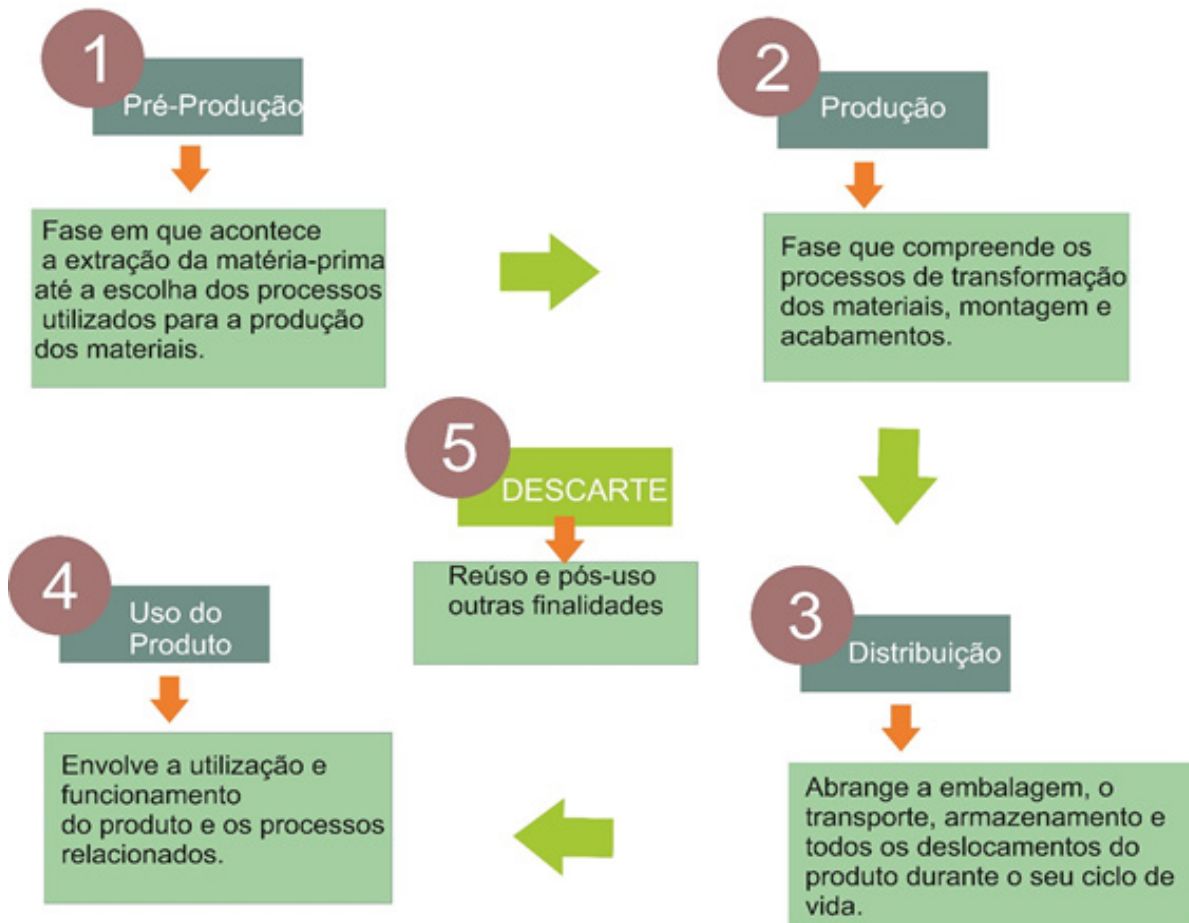 1
Pré-Produção
Fase em que acontece
a extração da matéria-prima
até a escolha dos processos
utilizados para a produção
dos materiais.
2
Produção
Fase que compreende os
processos de transformação
dos materiais, montagem e
acabamentos.
3
Distribuição
Abrange a embalagem, o
transporte, armazenamento e
todos os deslocamentos do
produto durante o seu ciclo de
vida.
4
Uso do
Produto
Envolve a utilização e
funcionamento
do produto e os processos
relacionados.
5
DESCARTE
Reúso e pós-uso
outras finalidades